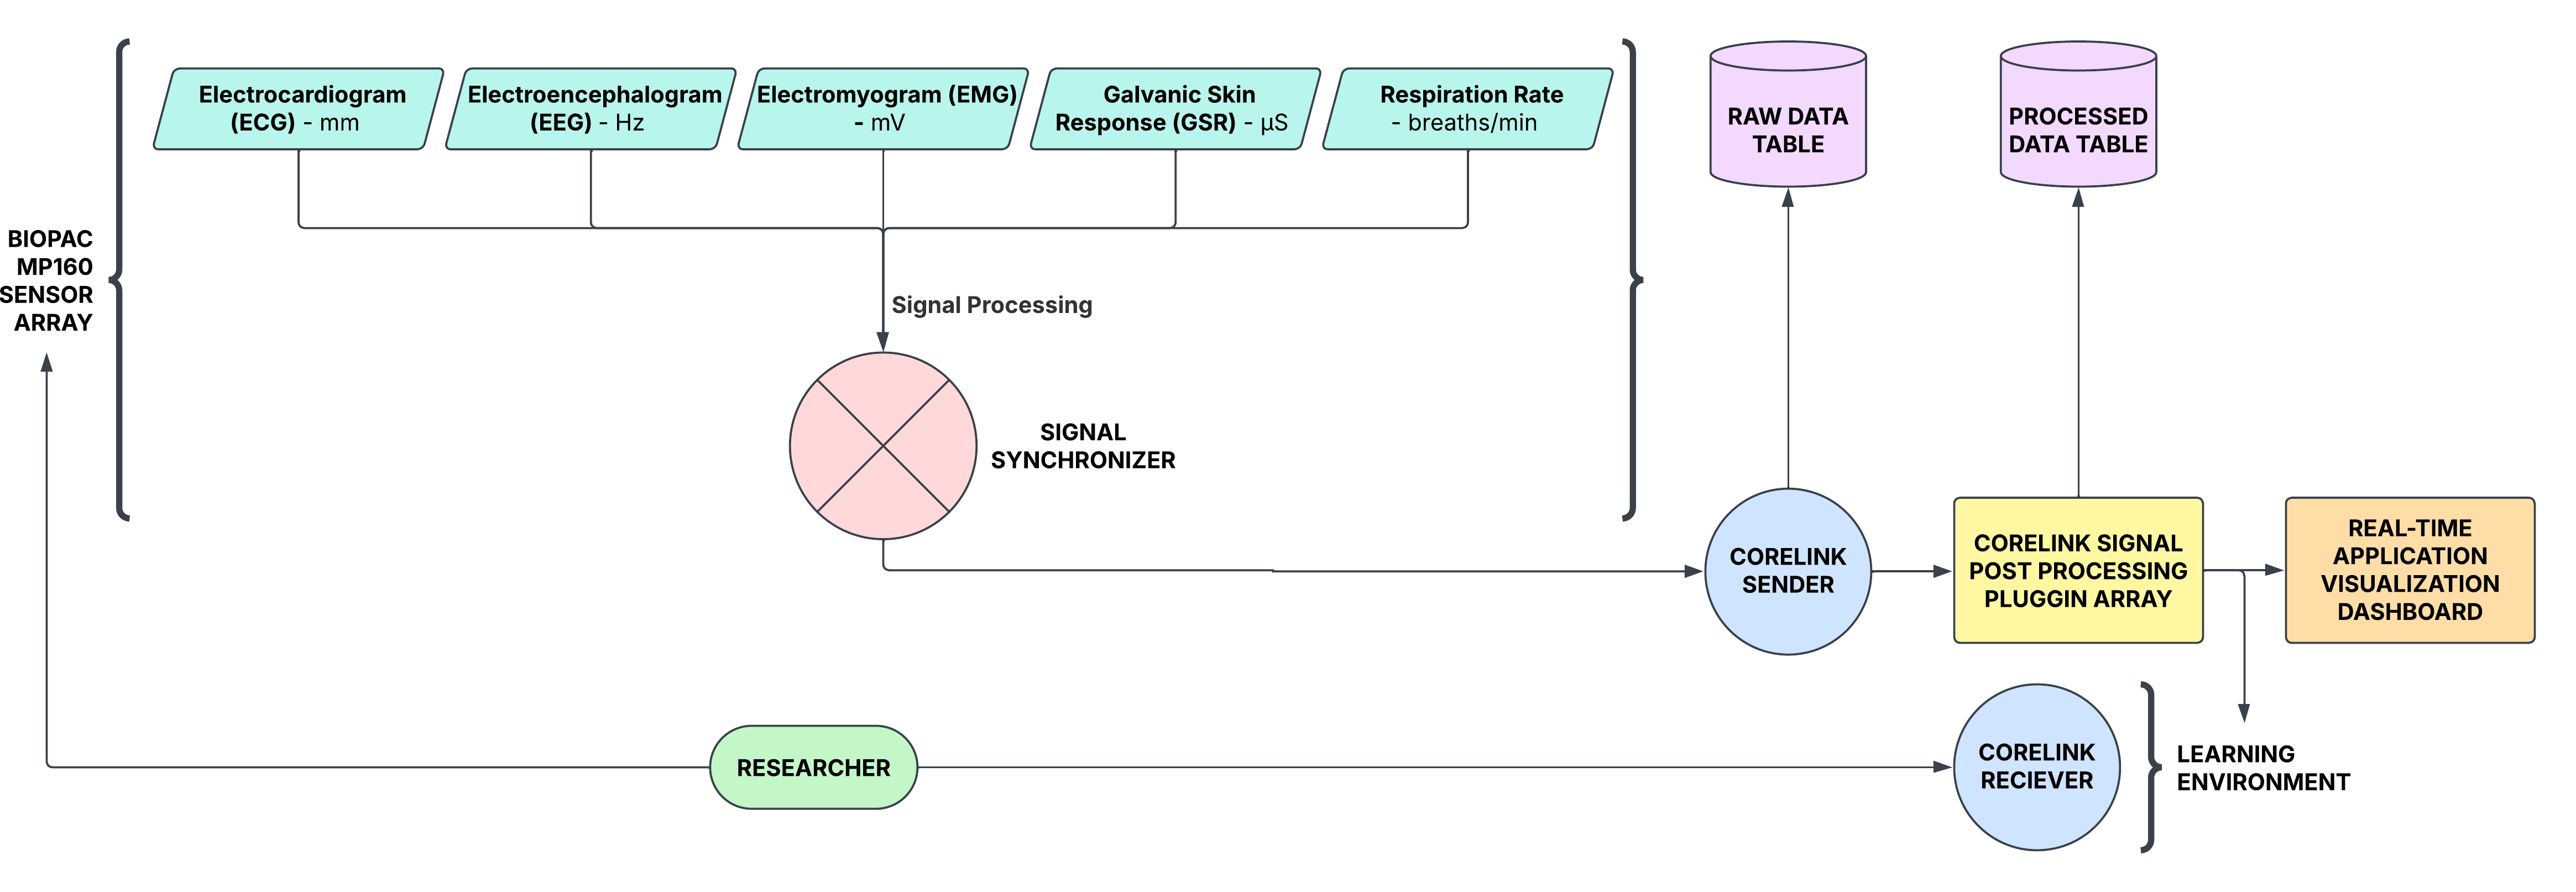 Electrocardiogram
(ECG) - mm
Electroencephalogram
(EEG) - Hz
Electromyogram (EMG)
- mV
Galvanic Skin
Response (GSR) - µS
Respiration Rate
- breaths/min
RAW DATA
TABLE
PROCESSED
DATA TABLE
BIOPAC
MP160
SENSOR
ARRAY
Signal Processing
SIGNAL
SYNCHRONIZER
CORELINK
SENDER
CORELINK SIGNAL
POST PROCESSING
PLUGGIN ARRAY
REAL-TIME
APPLICATION
VISUALIZATION
DASHBOARD
RESEARCHER
CORELINK
RECIEVER
LEARNING
ENVIRONMENT